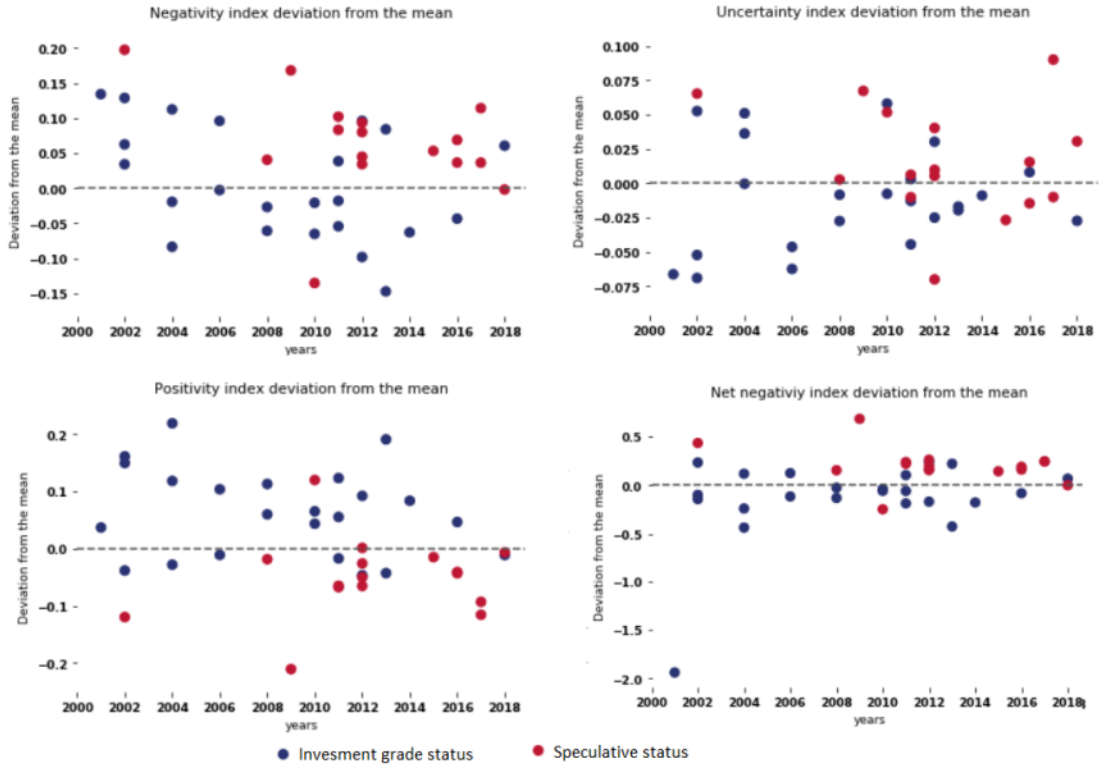 Negativity index deviation from the mean
Deviation from the mean
0.20
0.15
0.10
0.05
0.00
−0.05
−0.10
−0.15
2000 2002 2004 2006 2008 2010 2012 2014 2016 2018
years
Uncertainty index deviation from the mean
Deviation from the mean
0.100
0.075
0.050
0.025
0.000
−0.025
−0.050
−0.075
2000 2002 2004 2006 2008 2010 2012 2014 2016 2018
years
Positivity index deviation from the mean
Deviation from the mean
0.2
0.1
0.0
−0.1
−0.2
2000 2002 2004 2006 2008 2010 2012 2014 2016 2018
years
Net negativiy index deviation from the mean
Deviation from the mean
0.5
0.0
−0.5
−1.0
−1.5
−2.0
2000 2002 2004 2006 2008 2010 2012 2014 2016 2018
years
Invesment grade status
Speculative status